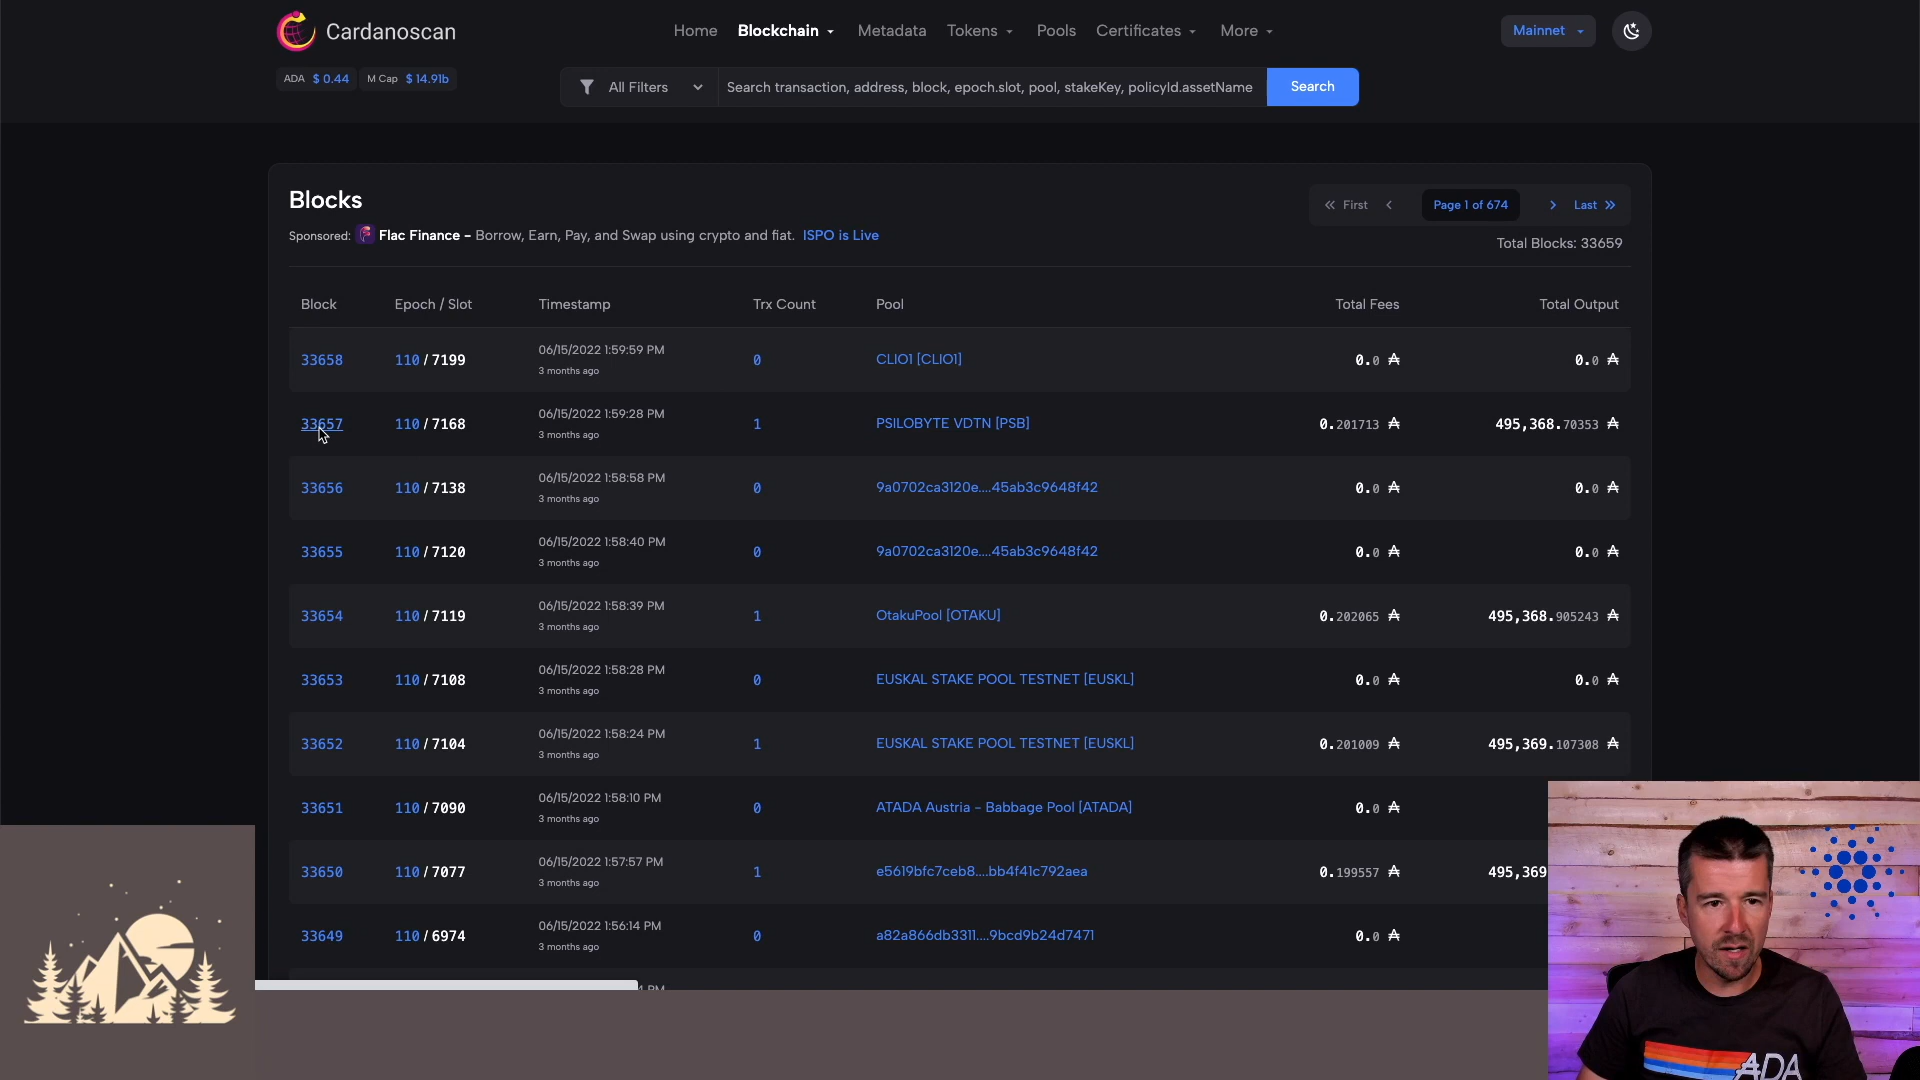 Cardanoscan
Home Blockchain Metadata Tokens Pools Certificates More
Mainnet
ADA $ 0.44 M Cap $ 14.91b
All Filters Search transaction, address, block, epoch.slot, pool, stakeKey, policyId.assetName Search
Blocks
« First ‹ Page 1 of 674 › Last »
Sponsored: Flac Finance - Borrow, Earn, Pay, and Swap using crypto and fiat. ISPO is Live
Total Blocks: 33659
Block Epoch / Slot Timestamp Trx Count Pool Total Fees Total Output
33658 110 / 7199 06/15/2022 1:59:59 PM 0 CLIO1 [CLIO1] 0.0 ₳ 0.0 ₳
3 months ago
33657 110 / 7168 06/15/2022 1:59:28 PM 1 PSILOBYTE VDTN [PSB] 0.201713 ₳ 495,368.70353 ₳
3 months ago
33656 110 / 7138 06/15/2022 1:58:58 PM 0 9a0702ca3120e....45ab3c9648f42 0.0 ₳ 0.0 ₳
3 months ago
33655 110 / 7120 06/15/2022 1:58:40 PM 0 9a0702ca3120e....45ab3c9648f42 0.0 ₳ 0.0 ₳
3 months ago
33654 110 / 7119 06/15/2022 1:58:39 PM 1 OtakuPool [OTAKU] 0.202065 ₳ 495,368.905243 ₳
3 months ago
33653 110 / 7108 06/15/2022 1:58:28 PM 0 EUSKAL STAKE POOL TESTNET [EUSKL] 0.0 ₳ 0.0 ₳
3 months ago
33652 110 / 7104 06/15/2022 1:58:24 PM 1 EUSKAL STAKE POOL TESTNET [EUSKL] 0.201009 ₳ 495,369.107308 ₳
3 months ago
33651 110 / 7090 06/15/2022 1:58:10 PM 0 ATADA Austria - Babbage Pool [ATADA] 0.0 ₳
3 months ago
33650 110 / 7077 06/15/2022 1:57:57 PM 1 e5619bfc7ceb8....bb4f41c792aea 0.199557 ₳ 495,369
3 months ago
33649 110 / 6974 06/15/2022 1:56:14 PM 0 a82a866db3311....9bcd9b24d7471 0.0 ₳
3 months ago
4 PM
ADA